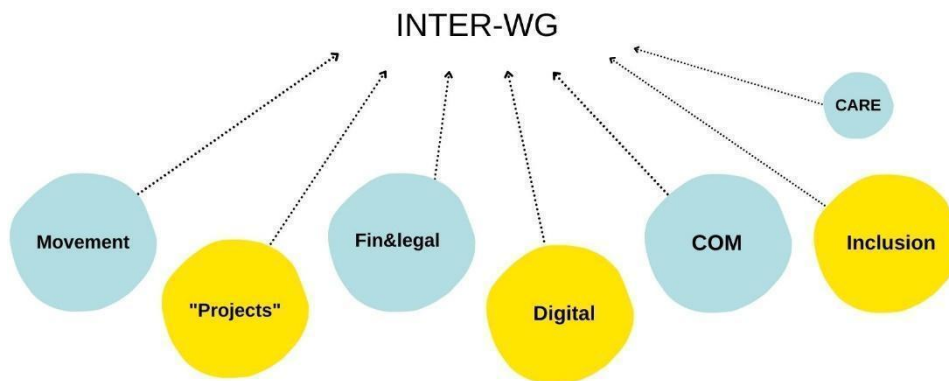 INTER-WG
CARE
Movement
Fin&legal
COM
Inclusion
"Projects"
Digital